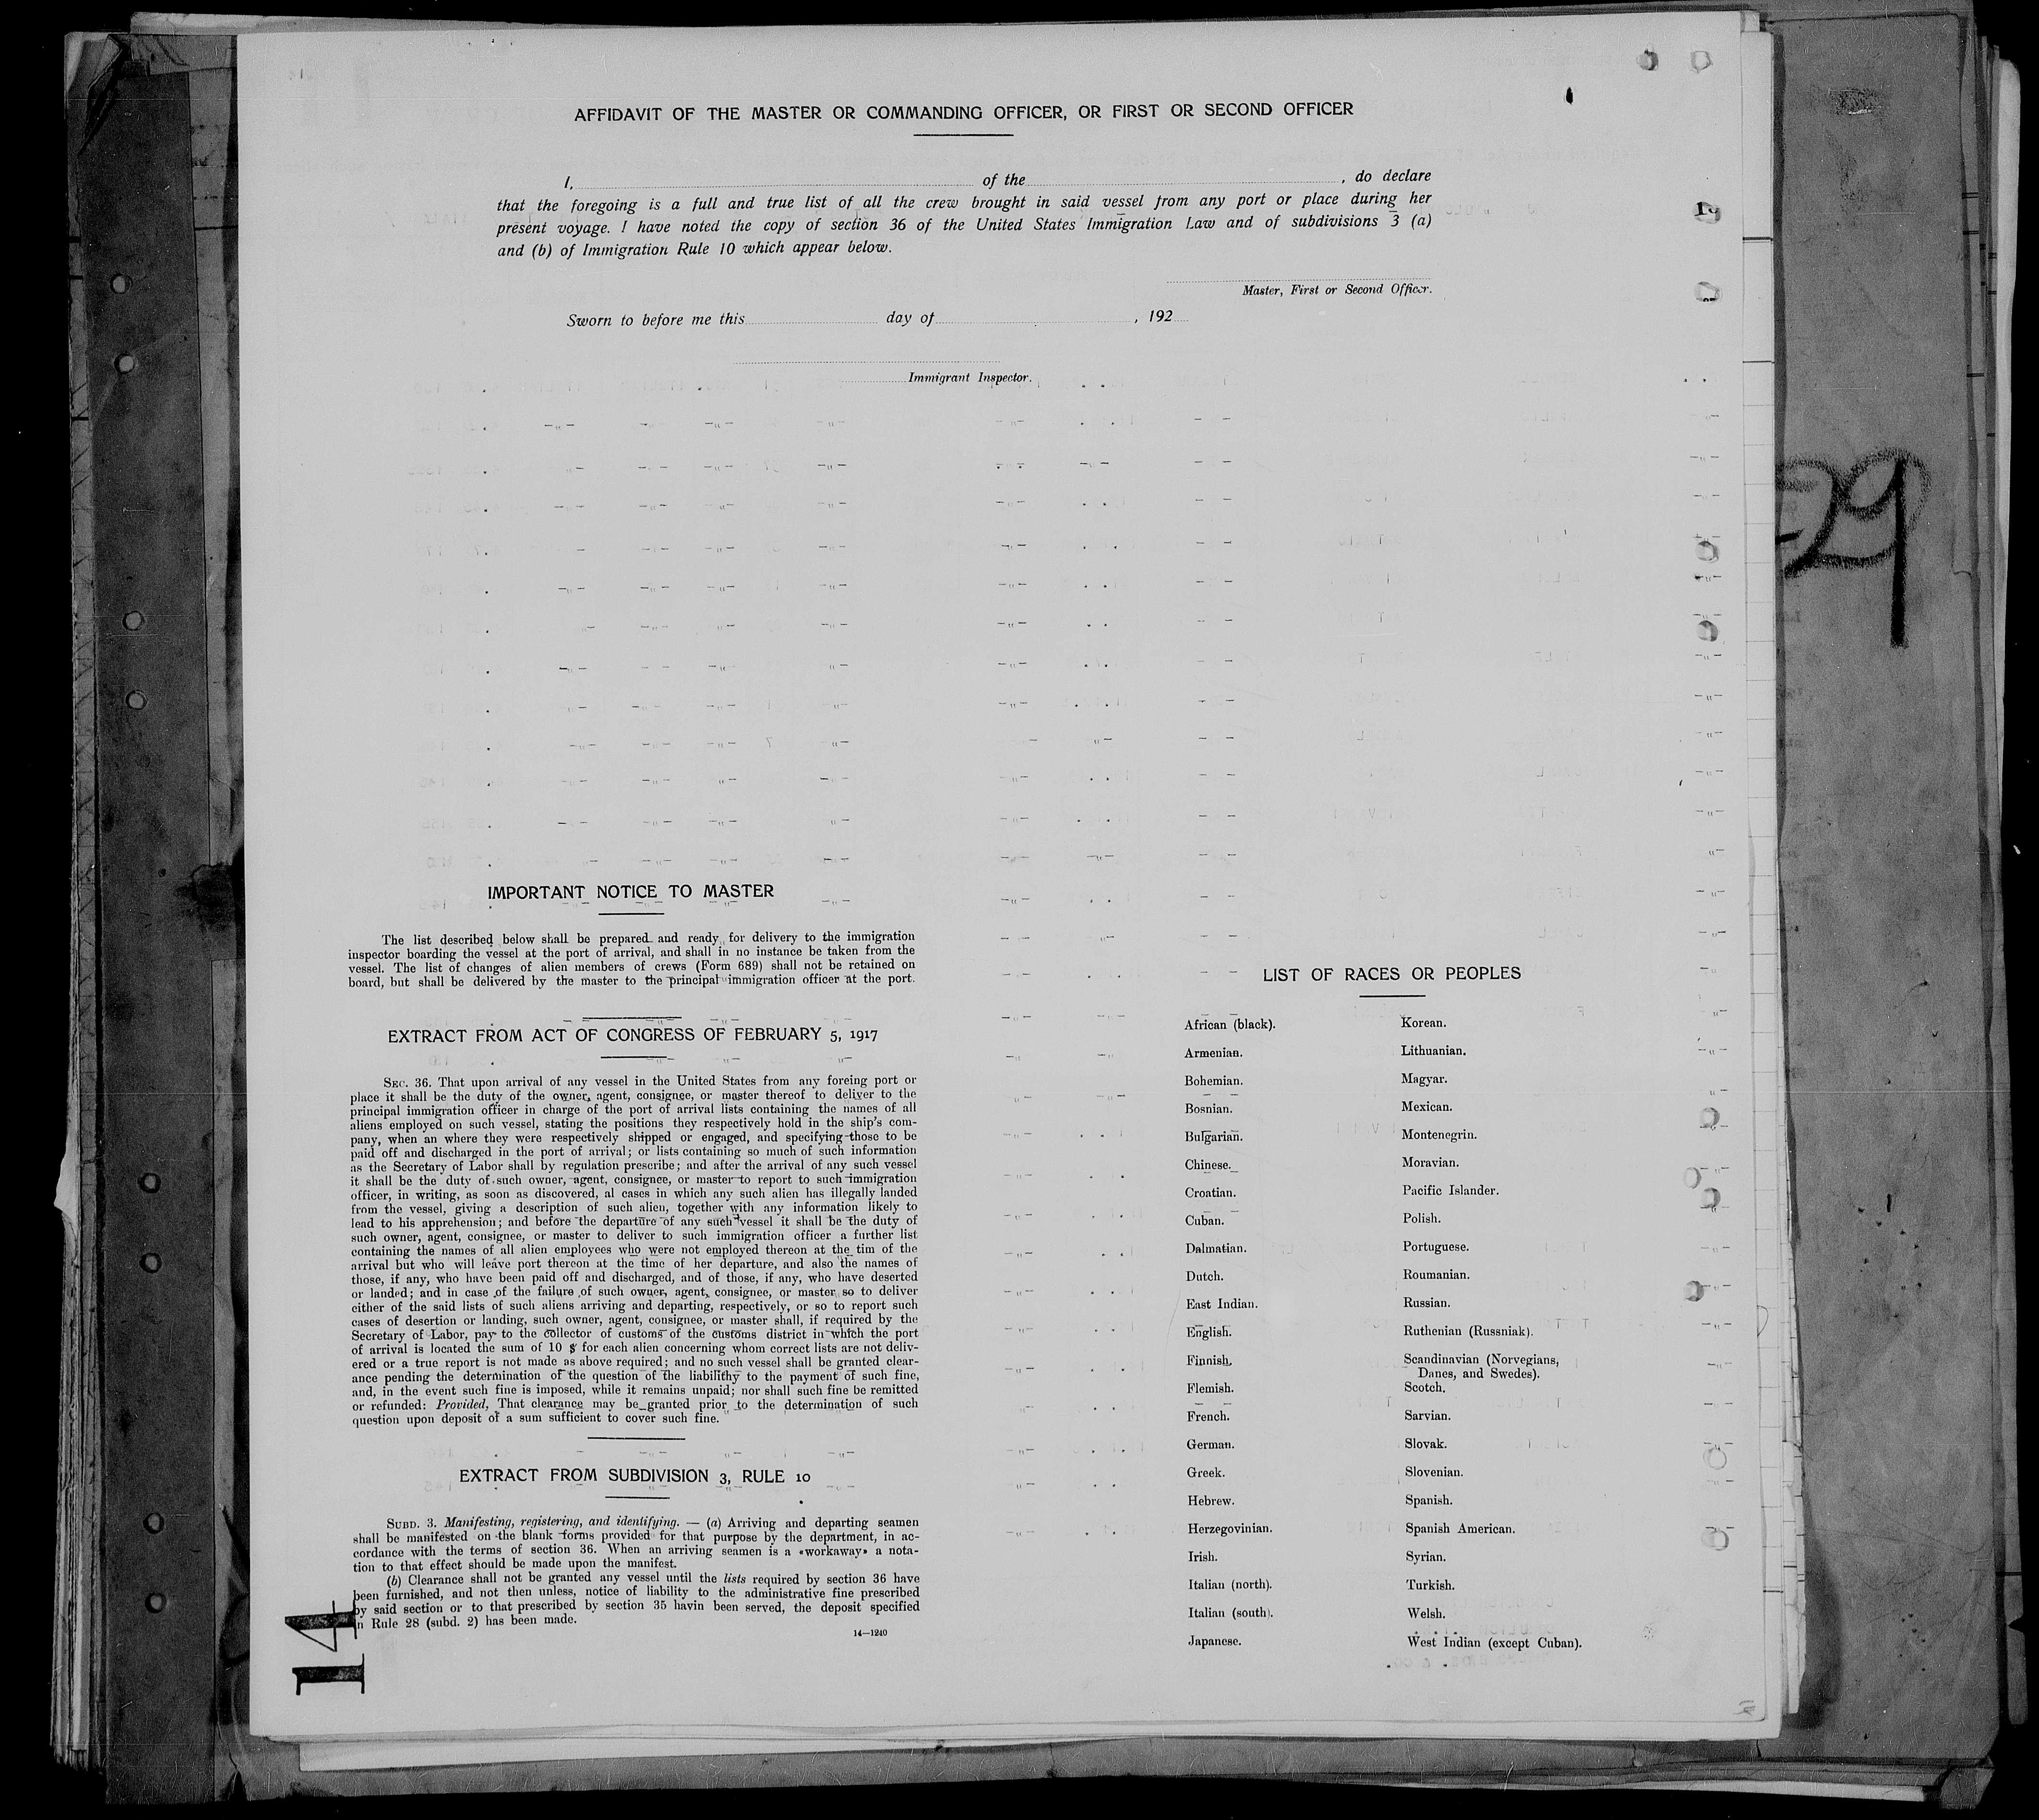 AFFIDAVIT OF THE MASTER OR COMMANDING OFFICER, OR FIRST OR SECOND OFFICER
I, of the , do declare
that the foregoing is a full and true list of all the crew brought in said vessel from any port or place during her
present voyage. I have noted the copy of section 36 of the United States Immigration Law and of subdivisions 3 (a)
and (b) of Immigration Rule 10 which appear below.
Master, First or Second Officer.
Sworn to before me this day of , 192
Immigrant Inspector.
29
IMPORTANT NOTICE TO MASTER
The list described below shall be prepared and ready for delivery to the immigration
inspector boarding the vessel at the port of arrival, and shall in no instance be taken from the
vessel. The list of changes of alien members of crews (Form 689) shall not be retained on
board, but shall be delivered by the master to the principal immigration officer at the port.
EXTRACT FROM ACT OF CONGRESS OF FEBRUARY 5, 1917
SEC. 36. That upon arrival of any vessel in the United States from any foreing port or
place it shall be the duty of the owner, agent, consignee, or master thereof to deliver to the
principal immigration officer in charge of the port of arrival lists containing the names of all
aliens employed on such vessel, stating the positions they respectively hold in the ship's com-
pany, when an where they were respectively shipped or engaged, and specifying those to be
paid off and discharged in the port of arrival; or lists containing so much of such information
as the Secretary of Labor shall by regulation prescribe; and after the arrival of any such vessel
it shall be the duty of such owner, agent, consignee, or master to report to such immigration
officer, in writing, as soon as discovered, al cases in which any such alien has illegally landed
from the vessel, giving a description of such alien, together with any information likely to
lead to his apprehension; and before the departure of any such vessel it shall be the duty of
such owner, agent, consignee, or master to deliver to such immigration officer a further list
containing the names of all alien employees who were not employed thereon at the tim of the
arrival but who will leave port thereon at the time of her departure, and also the names of
those, if any, who have been paid off and discharged, and of those, if any, who have deserted
or landed; and in case of the failure of such owner, agent, consignee, or master so to deliver
either of the said lists of such aliens arriving and departing, respectively, or so to report such
cases of desertion or landing, such owner, agent, consignee, or master shall, if required by the
Secretary of Labor, pay to the collector of customs of the customs district in which the port
of arrival is located the sum of 10 $ for each alien concerning whom correct lists are not deliv-
ered or a true report is not made as above required; and no such vessel shall be granted clear-
ance pending the determination of the question of the liabilithy to the payment of such fine,
and, in the event such fine is imposed, while it remains unpaid; nor shall such fine be remitted
or refunded: Provided, That clearance may be granted prior to the determination of such
question upon deposit of a sum sufficient to cover such fine.
EXTRACT FROM SUBDIVISION 3, RULE 10
SUBD. 3. Manifesting, registering, and identifying. — (a) Arriving and departing seamen
shall be manifested on the blank forms provided for that purpose by the department, in ac-
cordance with the terms of section 36. When an arriving seamen is a «workaway» a nota-
tion to that effect should be made upon the manifest.
(b) Clearance shall not be granted any vessel until the lists required by section 36 have
been furnished, and not then unless, notice of liability to the administrative fine prescribed
by said section or to that prescribed by section 35 havin been served, the deposit specified
in Rule 28 (subd. 2) has been made.
14—1240
14
LIST OF RACES OR PEOPLES
African (black).
Armenian.
Bohemian.
Bosnian.
Bulgarian.
Chinese.
Croatian.
Cuban.
Dalmatian.
Dutch.
East Indian.
English.
Finnish.
Flemish.
French.
German.
Greek.
Hebrew.
Herzegovinian.
Irish.
Italian (north).
Italian (south).
Japanese.
Korean.
Lithuanian.
Magyar.
Mexican.
Montenegrin.
Moravian.
Pacific Islander.
Polish.
Portuguese.
Roumanian.
Russian.
Ruthenian (Russniak).
Scandinavian (Norvegians,
Danes, and Swedes).
Scotch.
Sarvian.
Slovak.
Slovenian.
Spanish.
Spanish American.
Syrian.
Turkish.
Welsh.
West Indian (except Cuban).